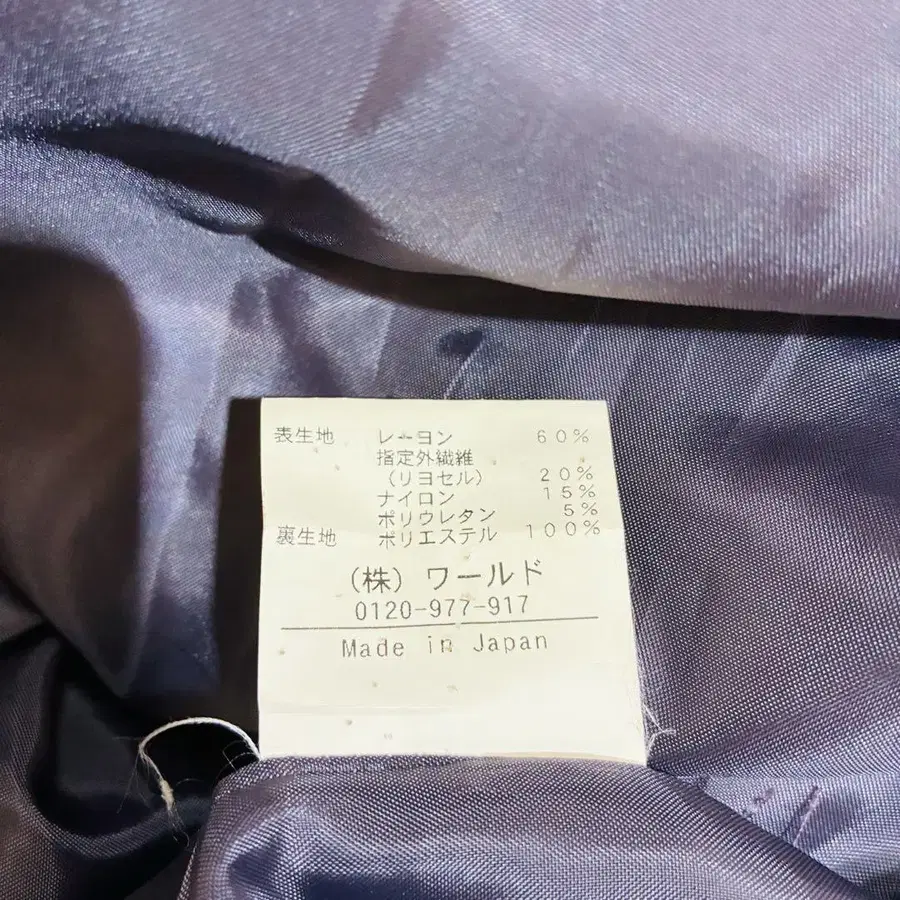 表生地 レーヨン 60%
指定外繊維
（リヨセル） 20%
ナイロン 15%
ポリウレタン 5%
裏生地 ポリエステル 100%
（株）ワールド
0120-977-917
Made in Japan